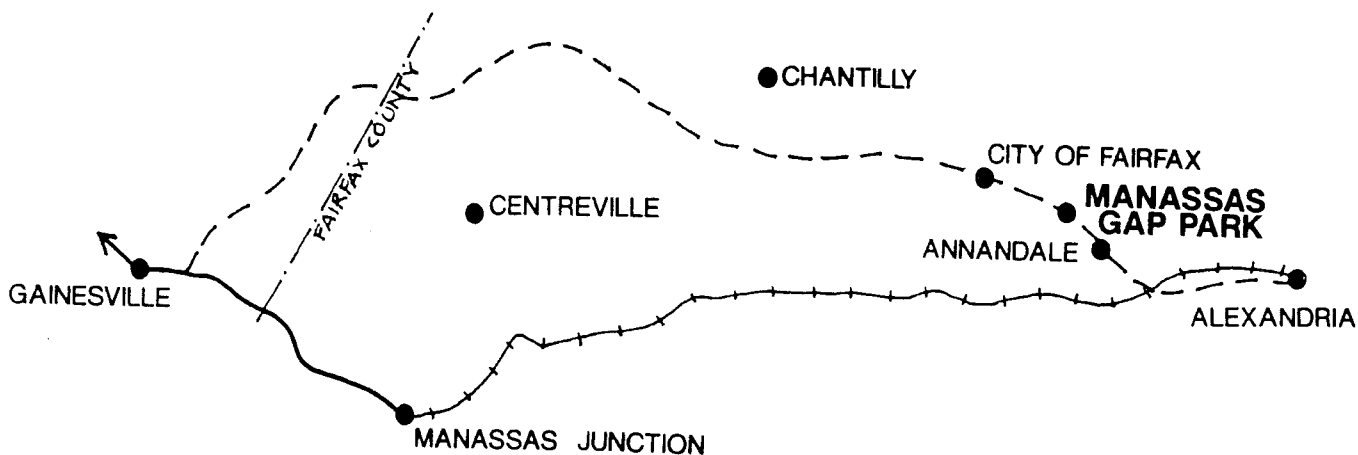 CHANTILLY
FAIRFAX COUNTY
CITY OF FAIRFAX
CENTREVILLE
MANASSAS
GAP PARK
ANNANDALE
GAINESVILLE
ALEXANDRIA
MANASSAS JUNCTION